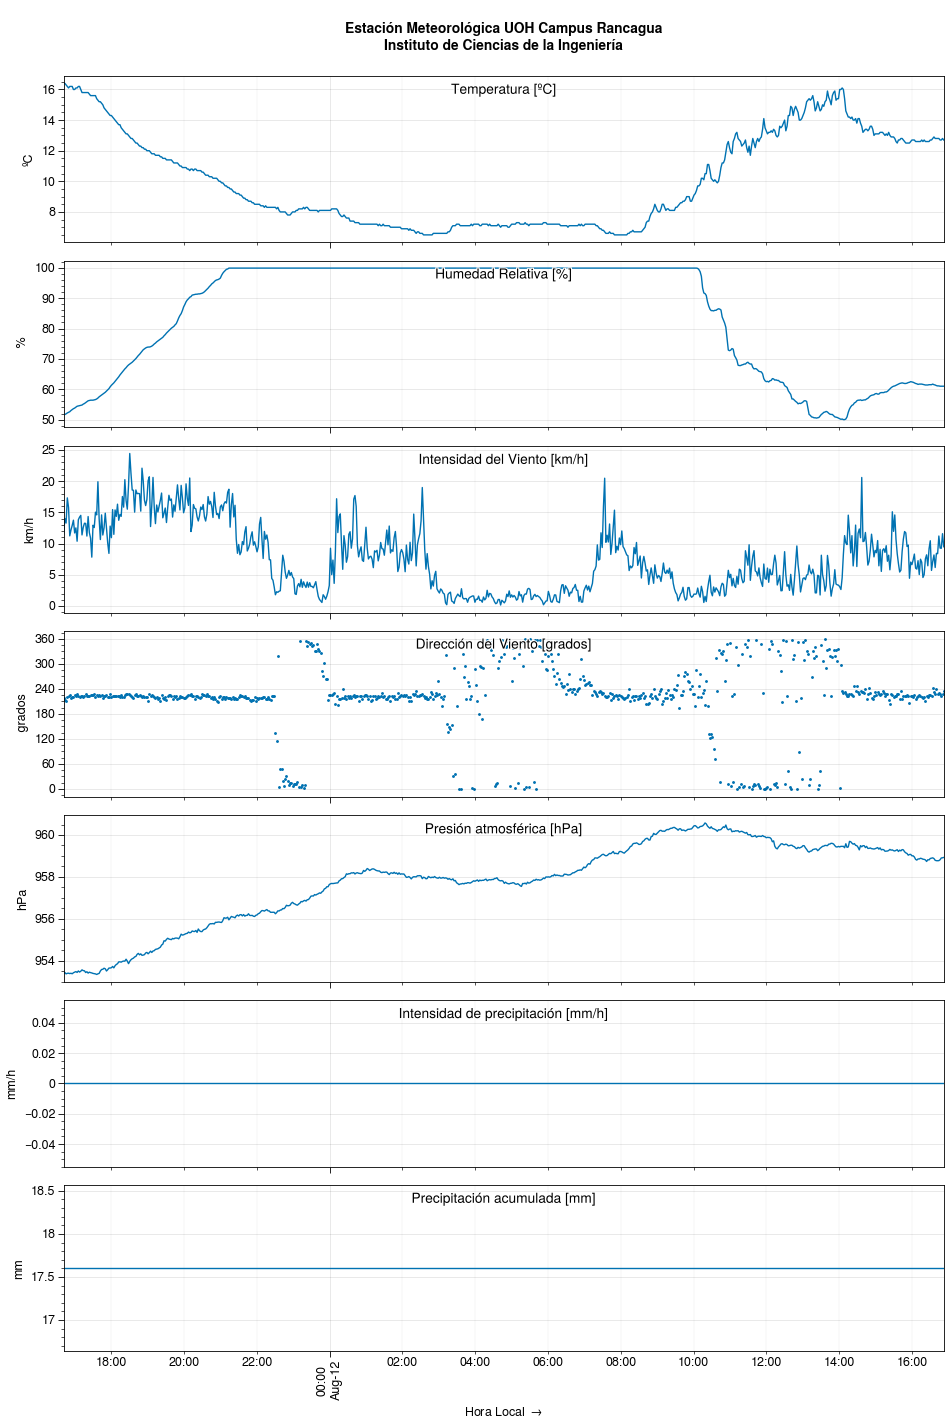 Estación Meteorológica UOH Campus Rancagua
Instituto de Ciencias de la Ingeniería
Temperatura [ºC]
ºC
16
14
12
10
8
Humedad Relativa [%]
%
100
90
80
70
60
50
Intensidad del Viento [km/h]
km/h
25
20
15
10
5
0
Dirección del Viento [grados]
grados
360
300
240
180
120
60
0
Presión atmosférica [hPa]
hPa
960
958
956
954
Intensidad de precipitación [mm/h]
mm/h
0.04
0.02
0
−0.02
−0.04
Precipitación acumulada [mm]
mm
18.5
18
17.5
17
18:00 20:00 22:00 00:00 02:00 04:00 06:00 08:00 10:00 12:00 14:00 16:00
Aug-12
Hora Local →